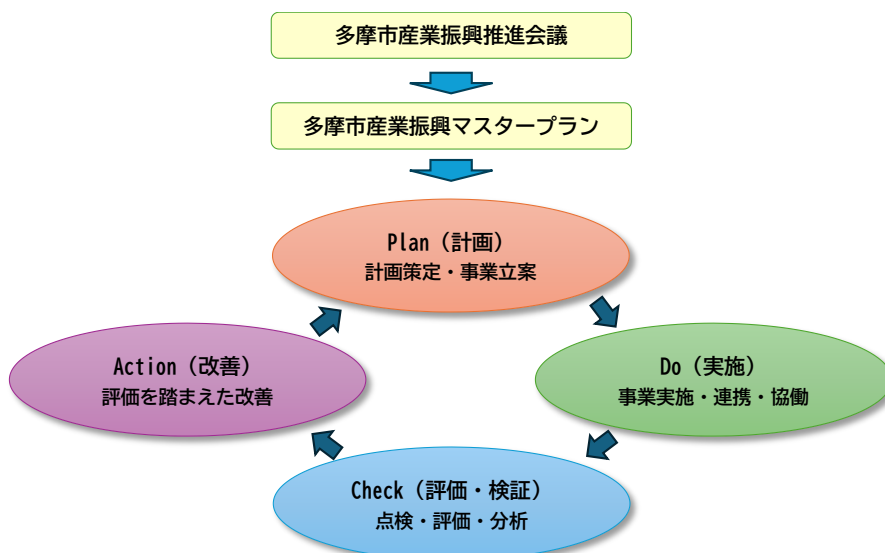 多摩市産業振興推進会議
多摩市産業振興マスタープラン
Plan（計画）
計画策定・事業立案
Action（改善）
評価を踏まえた改善
Do（実施）
事業実施・連携・協働
Check（評価・検証）
点検・評価・分析